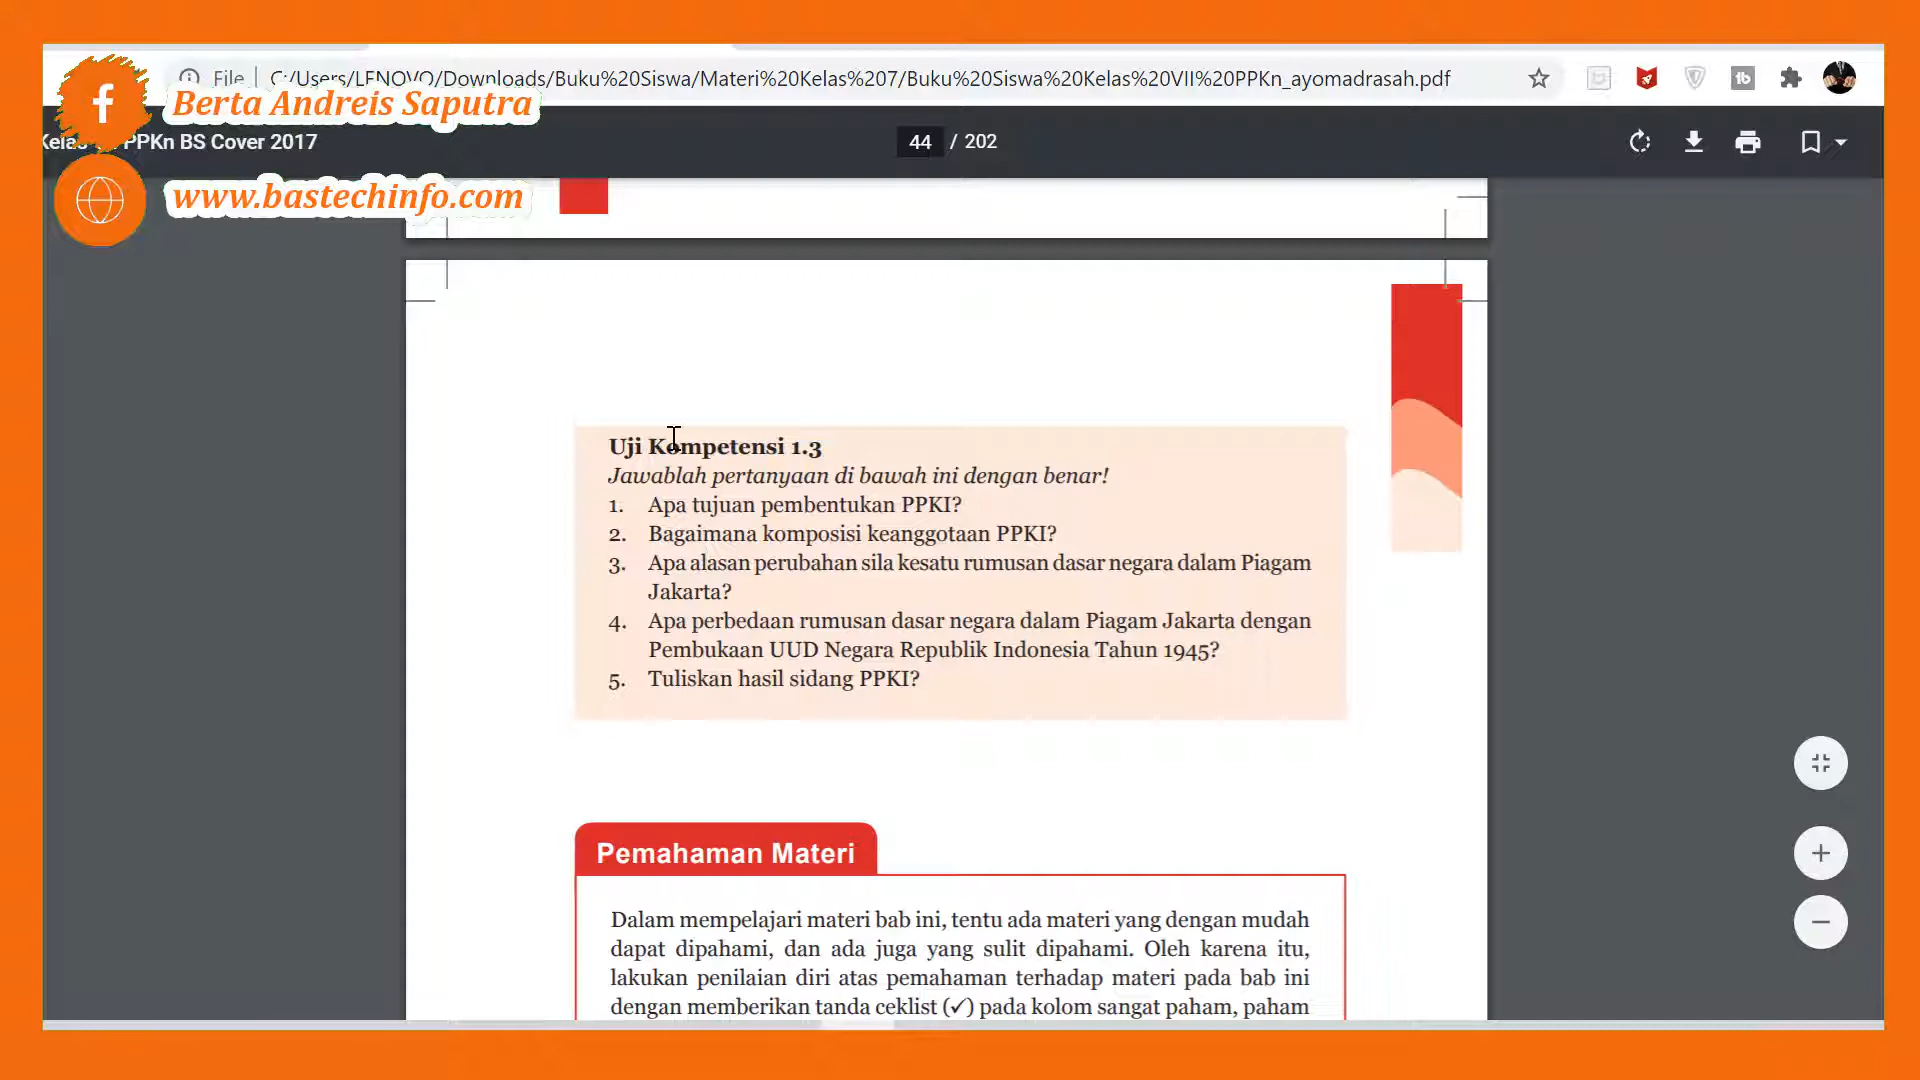 File
C:/Users/LENOVO/Downloads/Buku%20Siswa/Materi%20Kelas%207/Buku%20Siswa%20Kelas%20VII%20PPKn_ayomadrasah.pdf
Berta Andreis Saputra
PPKn BS Cover 2017
44 / 202
www.bastechinfo.com
Uji Kompetensi 1.3
Jawablah pertanyaan di bawah ini dengan benar!
1. Apa tujuan pembentukan PPKI?
2. Bagaimana komposisi keanggotaan PPKI?
3. Apa alasan perubahan sila kesatu rumusan dasar negara dalam Piagam
Jakarta?
4. Apa perbedaan rumusan dasar negara dalam Piagam Jakarta dengan
Pembukaan UUD Negara Republik Indonesia Tahun 1945?
5. Tuliskan hasil sidang PPKI?
Pemahaman Materi
Dalam mempelajari materi bab ini, tentu ada materi yang dengan mudah
dapat dipahami, dan ada juga yang sulit dipahami. Oleh karena itu,
lakukan penilaian diri atas pemahaman terhadap materi pada bab ini
dengan memberikan tanda ceklist (✓) pada kolom sangat paham, paham